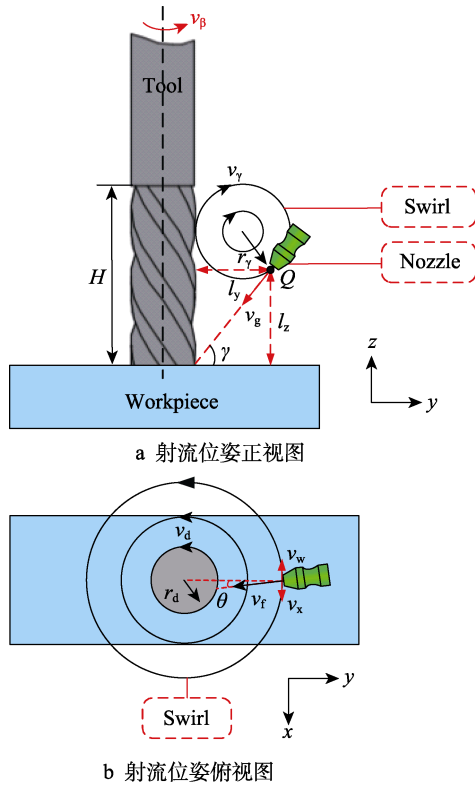 vβ
Tool
vγ
Swirl
H
rγ
Nozzle
ly
Q
vg
lz
γ
z
Workpiece
y
a 射流位姿正视图
vd
vw
rd
θ
vf
vx
Swirl
y
x
b 射流位姿俯视图